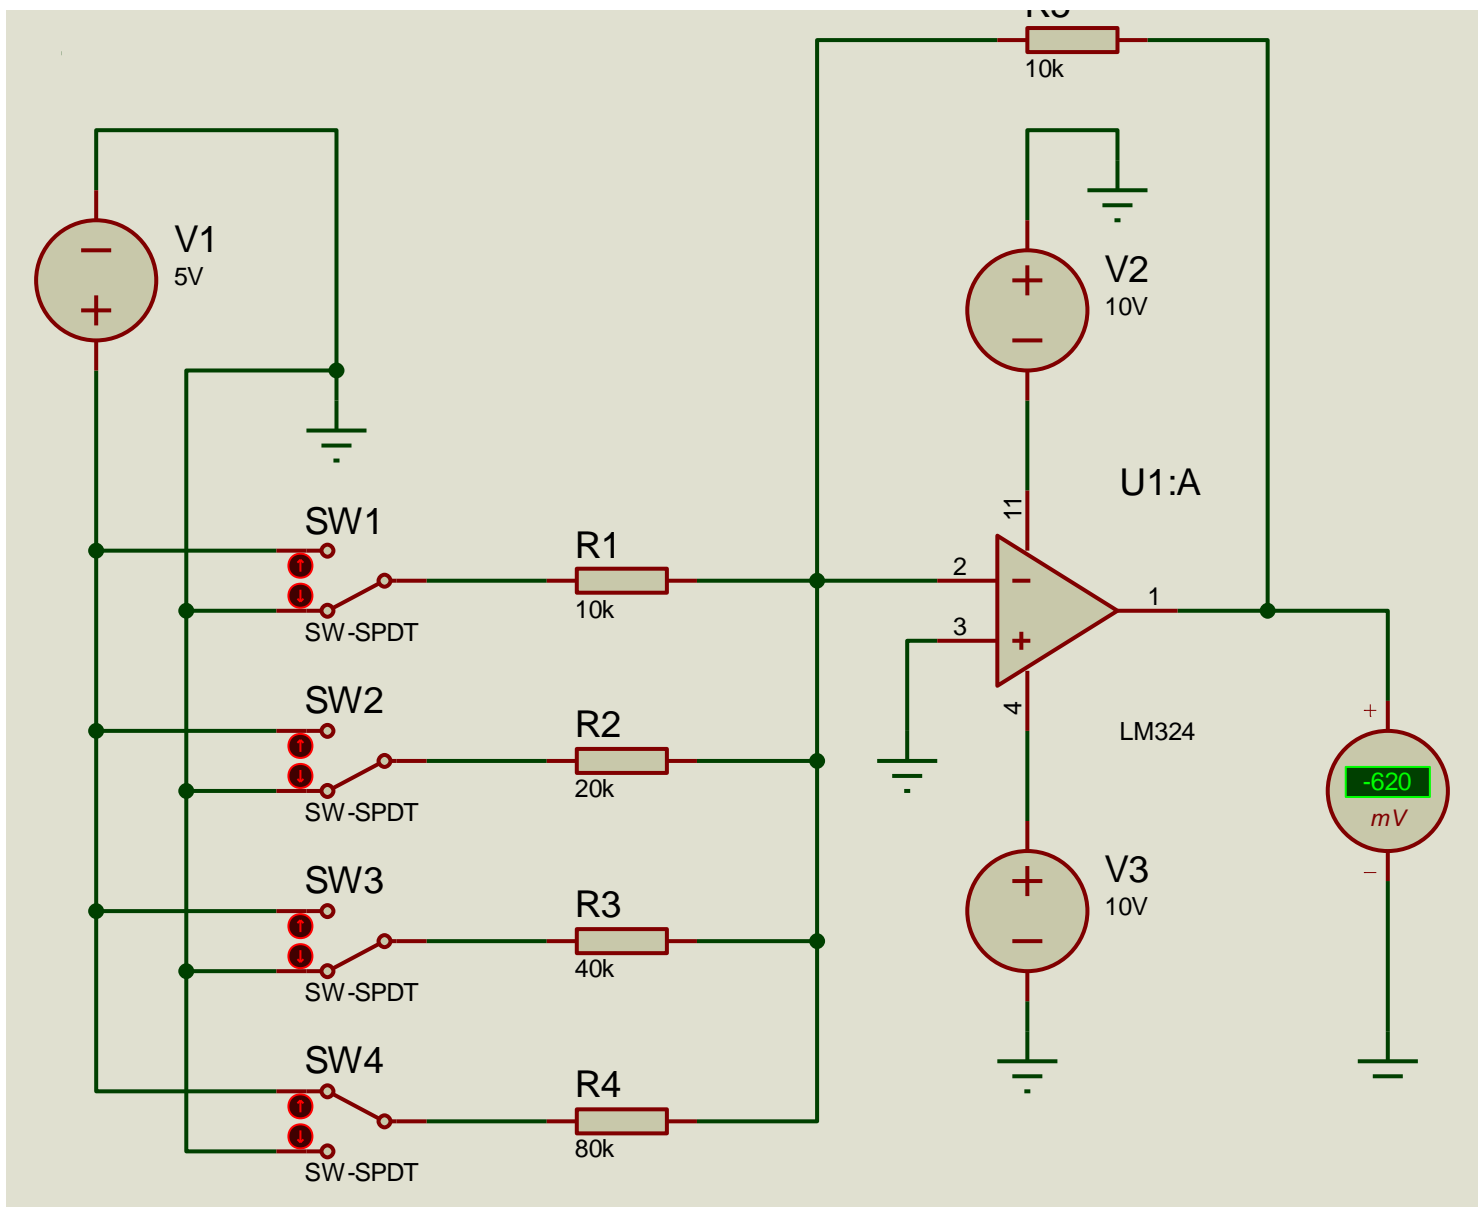 10k
V1
5V
V2
10V
U1:A
11
SW1
SW-SPDT
R1
10k
2
3
1
4
LM324
SW2
SW-SPDT
R2
20k
+
-620
mV
−
SW3
SW-SPDT
R3
40k
V3
10V
SW4
SW-SPDT
R4
80k